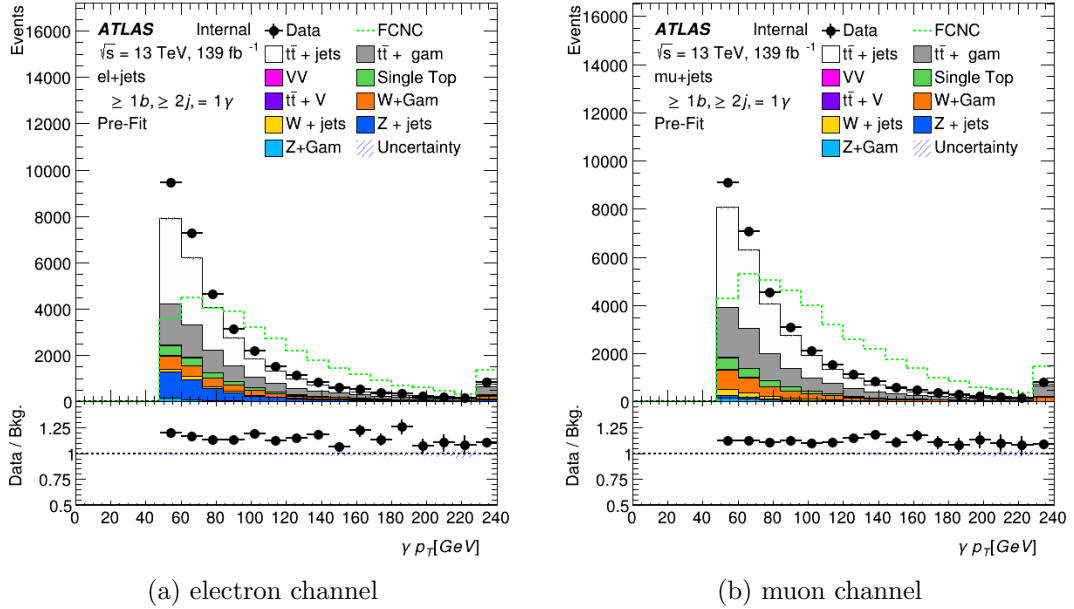 ATLAS Internal
√s = 13 TeV, 139 fb⁻¹
el+jets
≥ 1b, ≥ 2j, = 1γ
Pre-Fit
Data
FCNC
tt̄ + jets
tt̄ + gam
VV
Single Top
tt̄ + V
W+Gam
W + jets
Z + jets
Z+Gam
Uncertainty
Events
16000
14000
12000
10000
8000
6000
4000
2000
0
Data / Bkg.
1.25
1
0.75
0.5
0 20 40 60 80 100 120 140 160 180 200 220 240
γ p_T[GeV]
(a) electron channel
ATLAS Internal
√s = 13 TeV, 139 fb⁻¹
mu+jets
≥ 1b, ≥ 2j, = 1γ
Pre-Fit
Data
FCNC
tt̄ + jets
tt̄ + gam
VV
Single Top
tt̄ + V
W+Gam
W + jets
Z + jets
Z+Gam
Uncertainty
Events
16000
14000
12000
10000
8000
6000
4000
2000
0
Data / Bkg.
1.25
1
0.75
0.5
0 20 40 60 80 100 120 140 160 180 200 220 240
γ p_T[GeV]
(b) muon channel